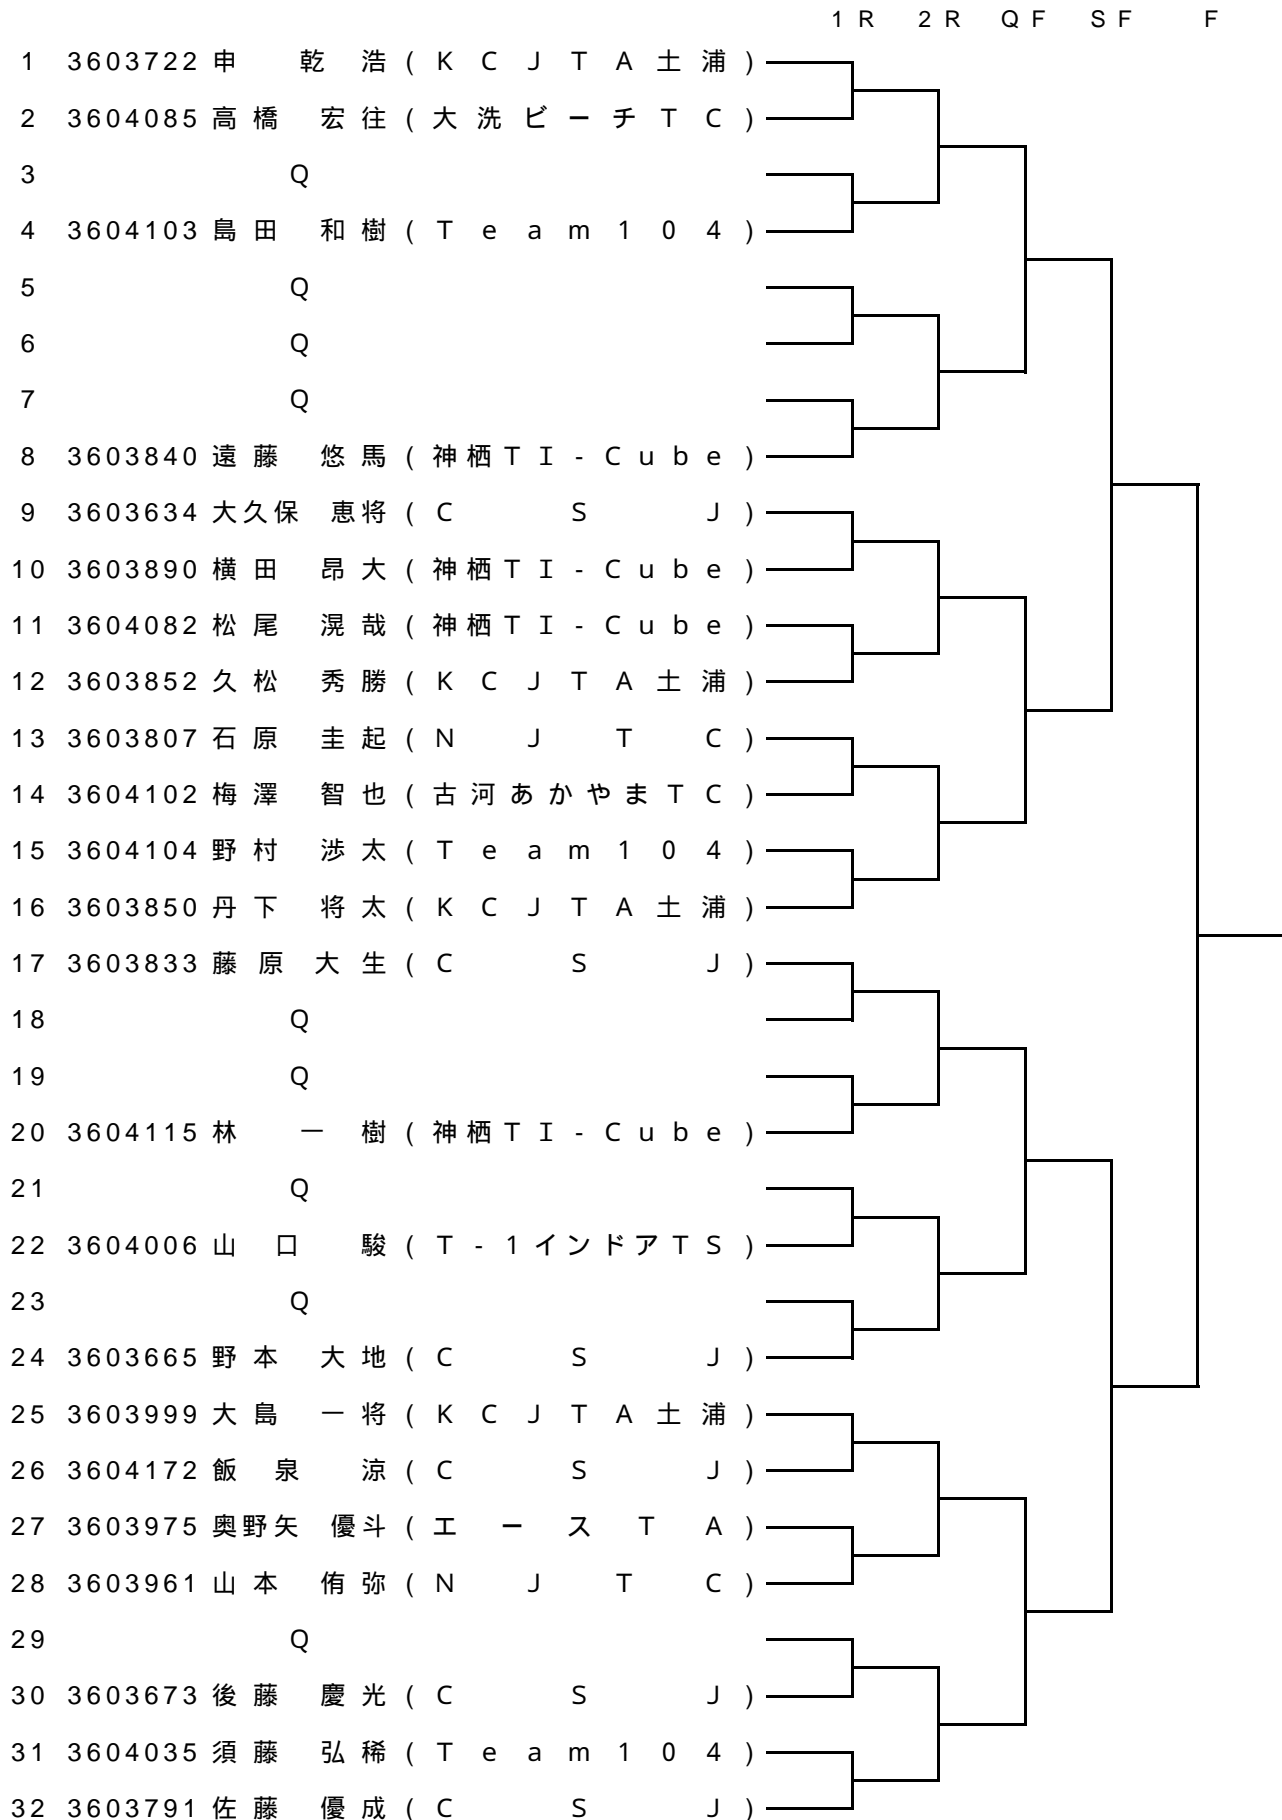 1R 2R QF SF F
1 3603722 申 乾 浩 (KCJTA土浦)
2 3604085 高橋 宏往 (大洗ビーチTC)
3 Q
4 3604103 島田 和樹 (Team104)
5 Q
6 Q
7 Q
8 3603840 遠藤 悠馬 (神栖TI-Cube)
9 3603634 大久保 恵将 (CSJ)
10 3603890 横田 昂大 (神栖TI-Cube)
11 3604082 松尾 滉哉 (神栖TI-Cube)
12 3603852 久松 秀勝 (KCJTA土浦)
13 3603807 石原 圭起 (NJTC)
14 3604102 梅澤 智也 (古河あかやまTC)
15 3604104 野村 渉太 (Team104)
16 3603850 丹下 将太 (KCJTA土浦)
17 3603833 藤原 大生 (CSJ)
18 Q
19 Q
20 3604115 林 一樹 (神栖TI-Cube)
21 Q
22 3604006 山口 駿 (T-1インドアTS)
23 Q
24 3603665 野本 大地 (CSJ)
25 3603999 大島 一将 (KCJTA土浦)
26 3604172 飯泉 涼 (CSJ)
27 3603975 奥野矢 優斗 (エースTA)
28 3603961 山本 侑弥 (NJTC)
29 Q
30 3603673 後藤 慶光 (CSJ)
31 3604035 須藤 弘稀 (Team104)
32 3603791 佐藤 優成 (CSJ)